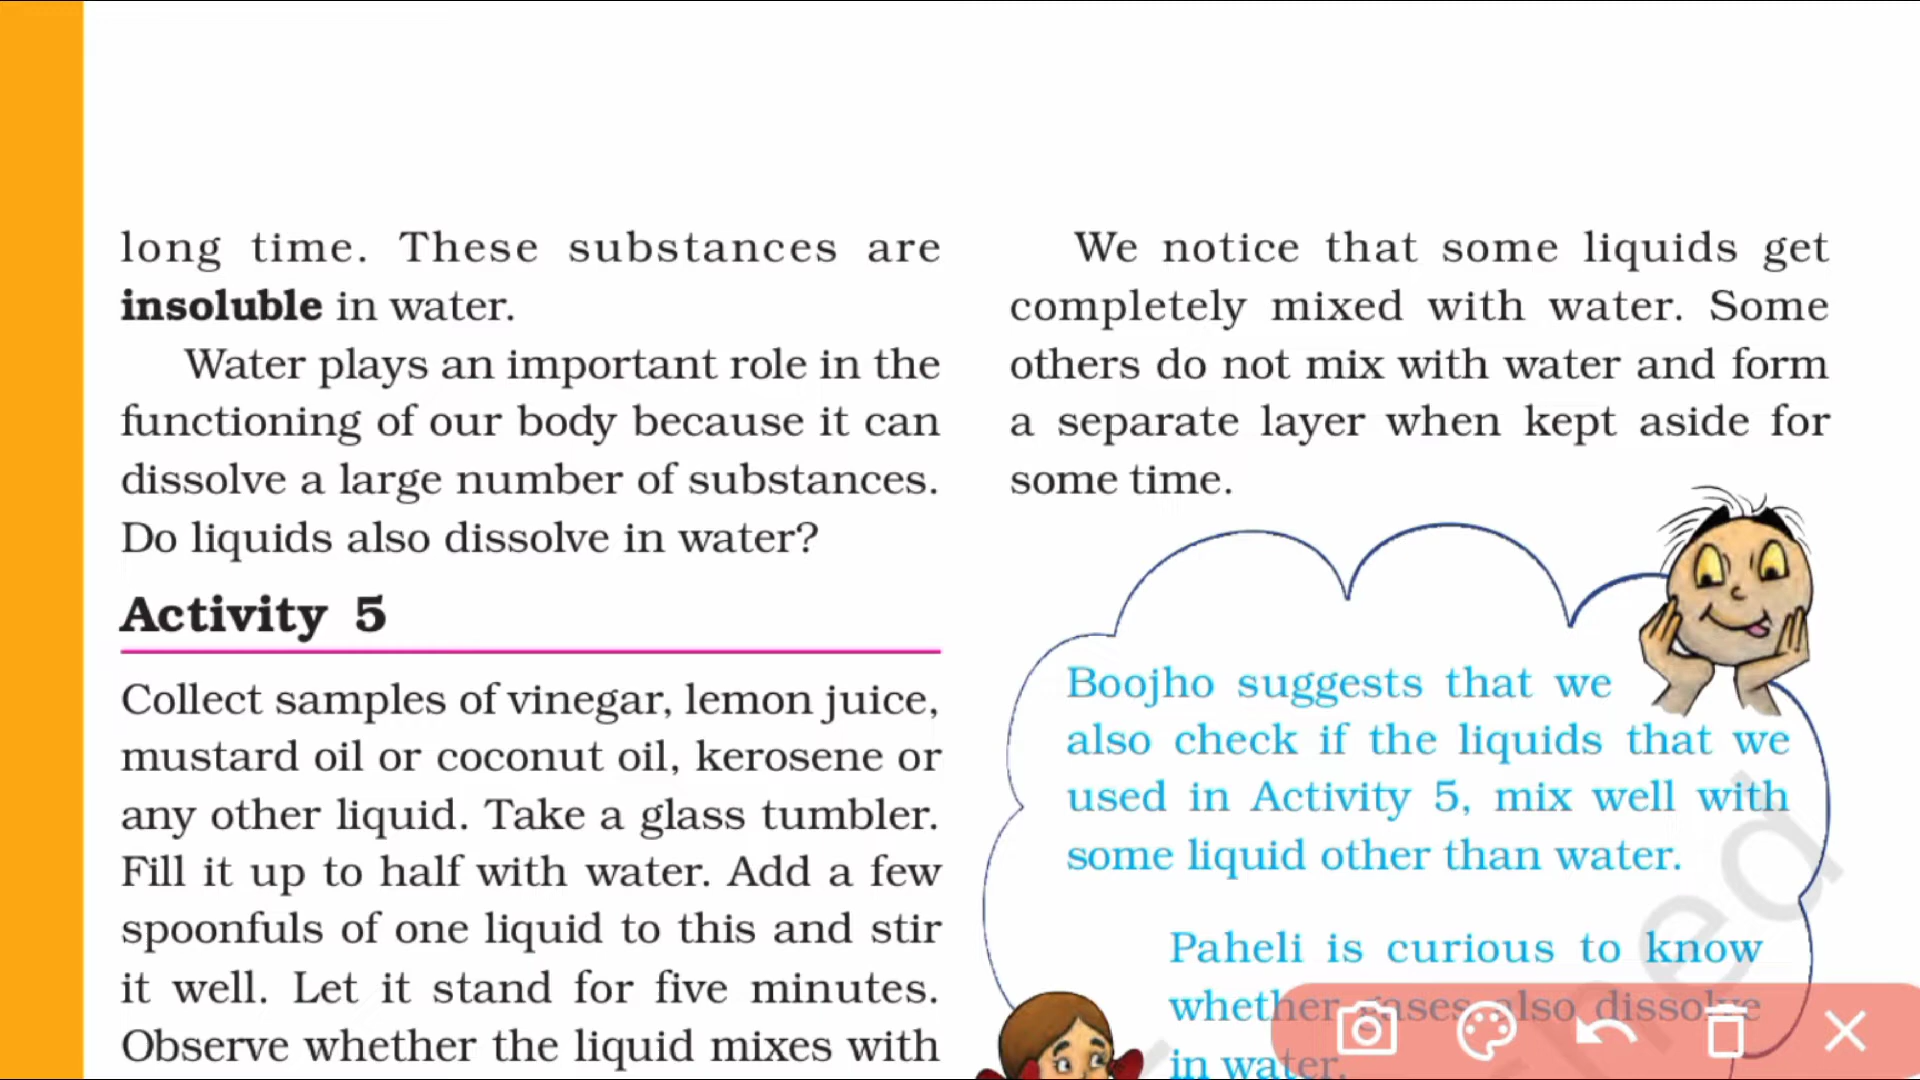 long time. These substances are
insoluble in water.
Water plays an important role in the
functioning of our body because it can
dissolve a large number of substances.
Do liquids also dissolve in water?
Activity 5
Collect samples of vinegar, lemon juice,
mustard oil or coconut oil, kerosene or
any other liquid. Take a glass tumbler.
Fill it up to half with water. Add a few
spoonfuls of one liquid to this and stir
it well. Let it stand for five minutes.
Observe whether the liquid mixes with
We notice that some liquids get
completely mixed with water. Some
others do not mix with water and form
a separate layer when kept aside for
some time.
Boojho suggests that we
also check if the liquids that we
used in Activity 5, mix well with
some liquid other than water.
Paheli is curious to know
whether gases also dissolve
in water.